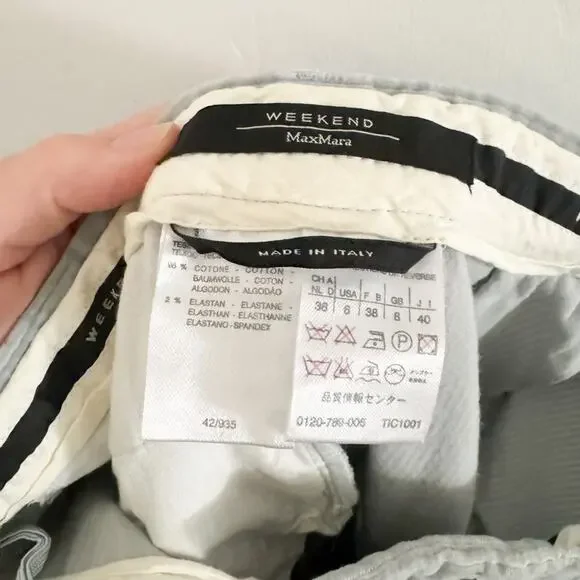 WEEKEND
MaxMara
MADE IN ITALY
% COTONE - COTTON
BAUMWOLLE - COTON
ALGODON - ALGODÃO
2 % ELASTAN - ELASTANE
ELASTHAN - ELASTHANNE
ELASTANO - SPANDEX
42/935
REVERSE
CH A
NL D USA F B GB J I
36 6 38 8 40
P
品質情報センター
0120-789-005 TIC1001
WEEK